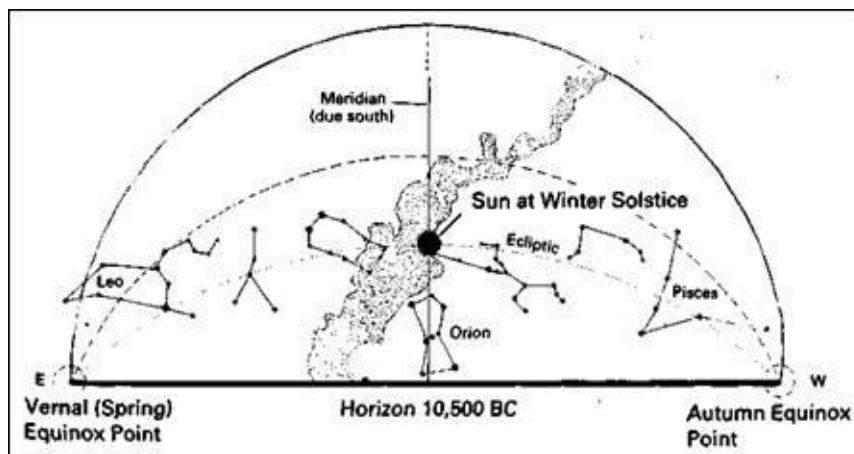 Meridian
(due south)
Sun at Winter Solstice
Ecliptic
Leo
Pisces
Orion
E
W
Vernal (Spring)
Equinox Point
Horizon 10,500 BC
Autumn Equinox
Point